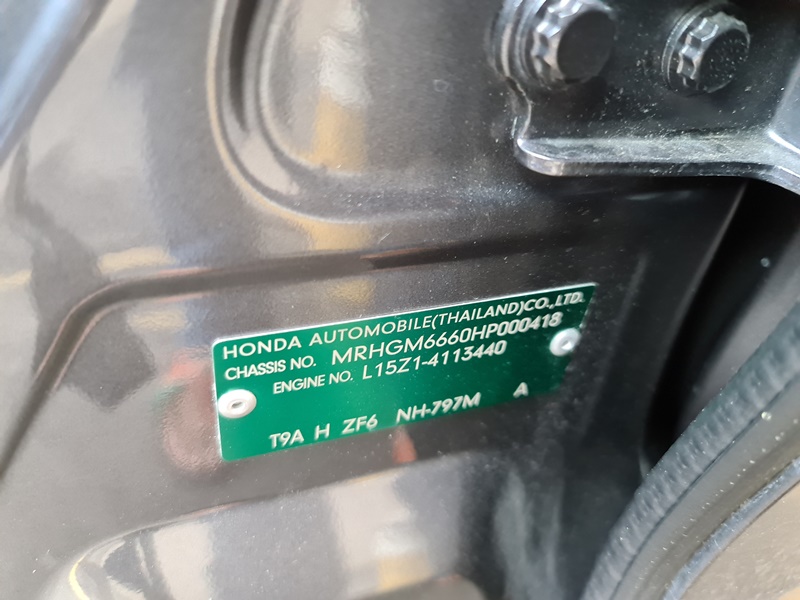 HONDA AUTOMOBILE(THAILAND)CO.,LTD.
CHASSIS NO. MRHGM6660HP000418
ENGINE NO. L15Z1-4113440
T9A H ZF6 NH-797M A